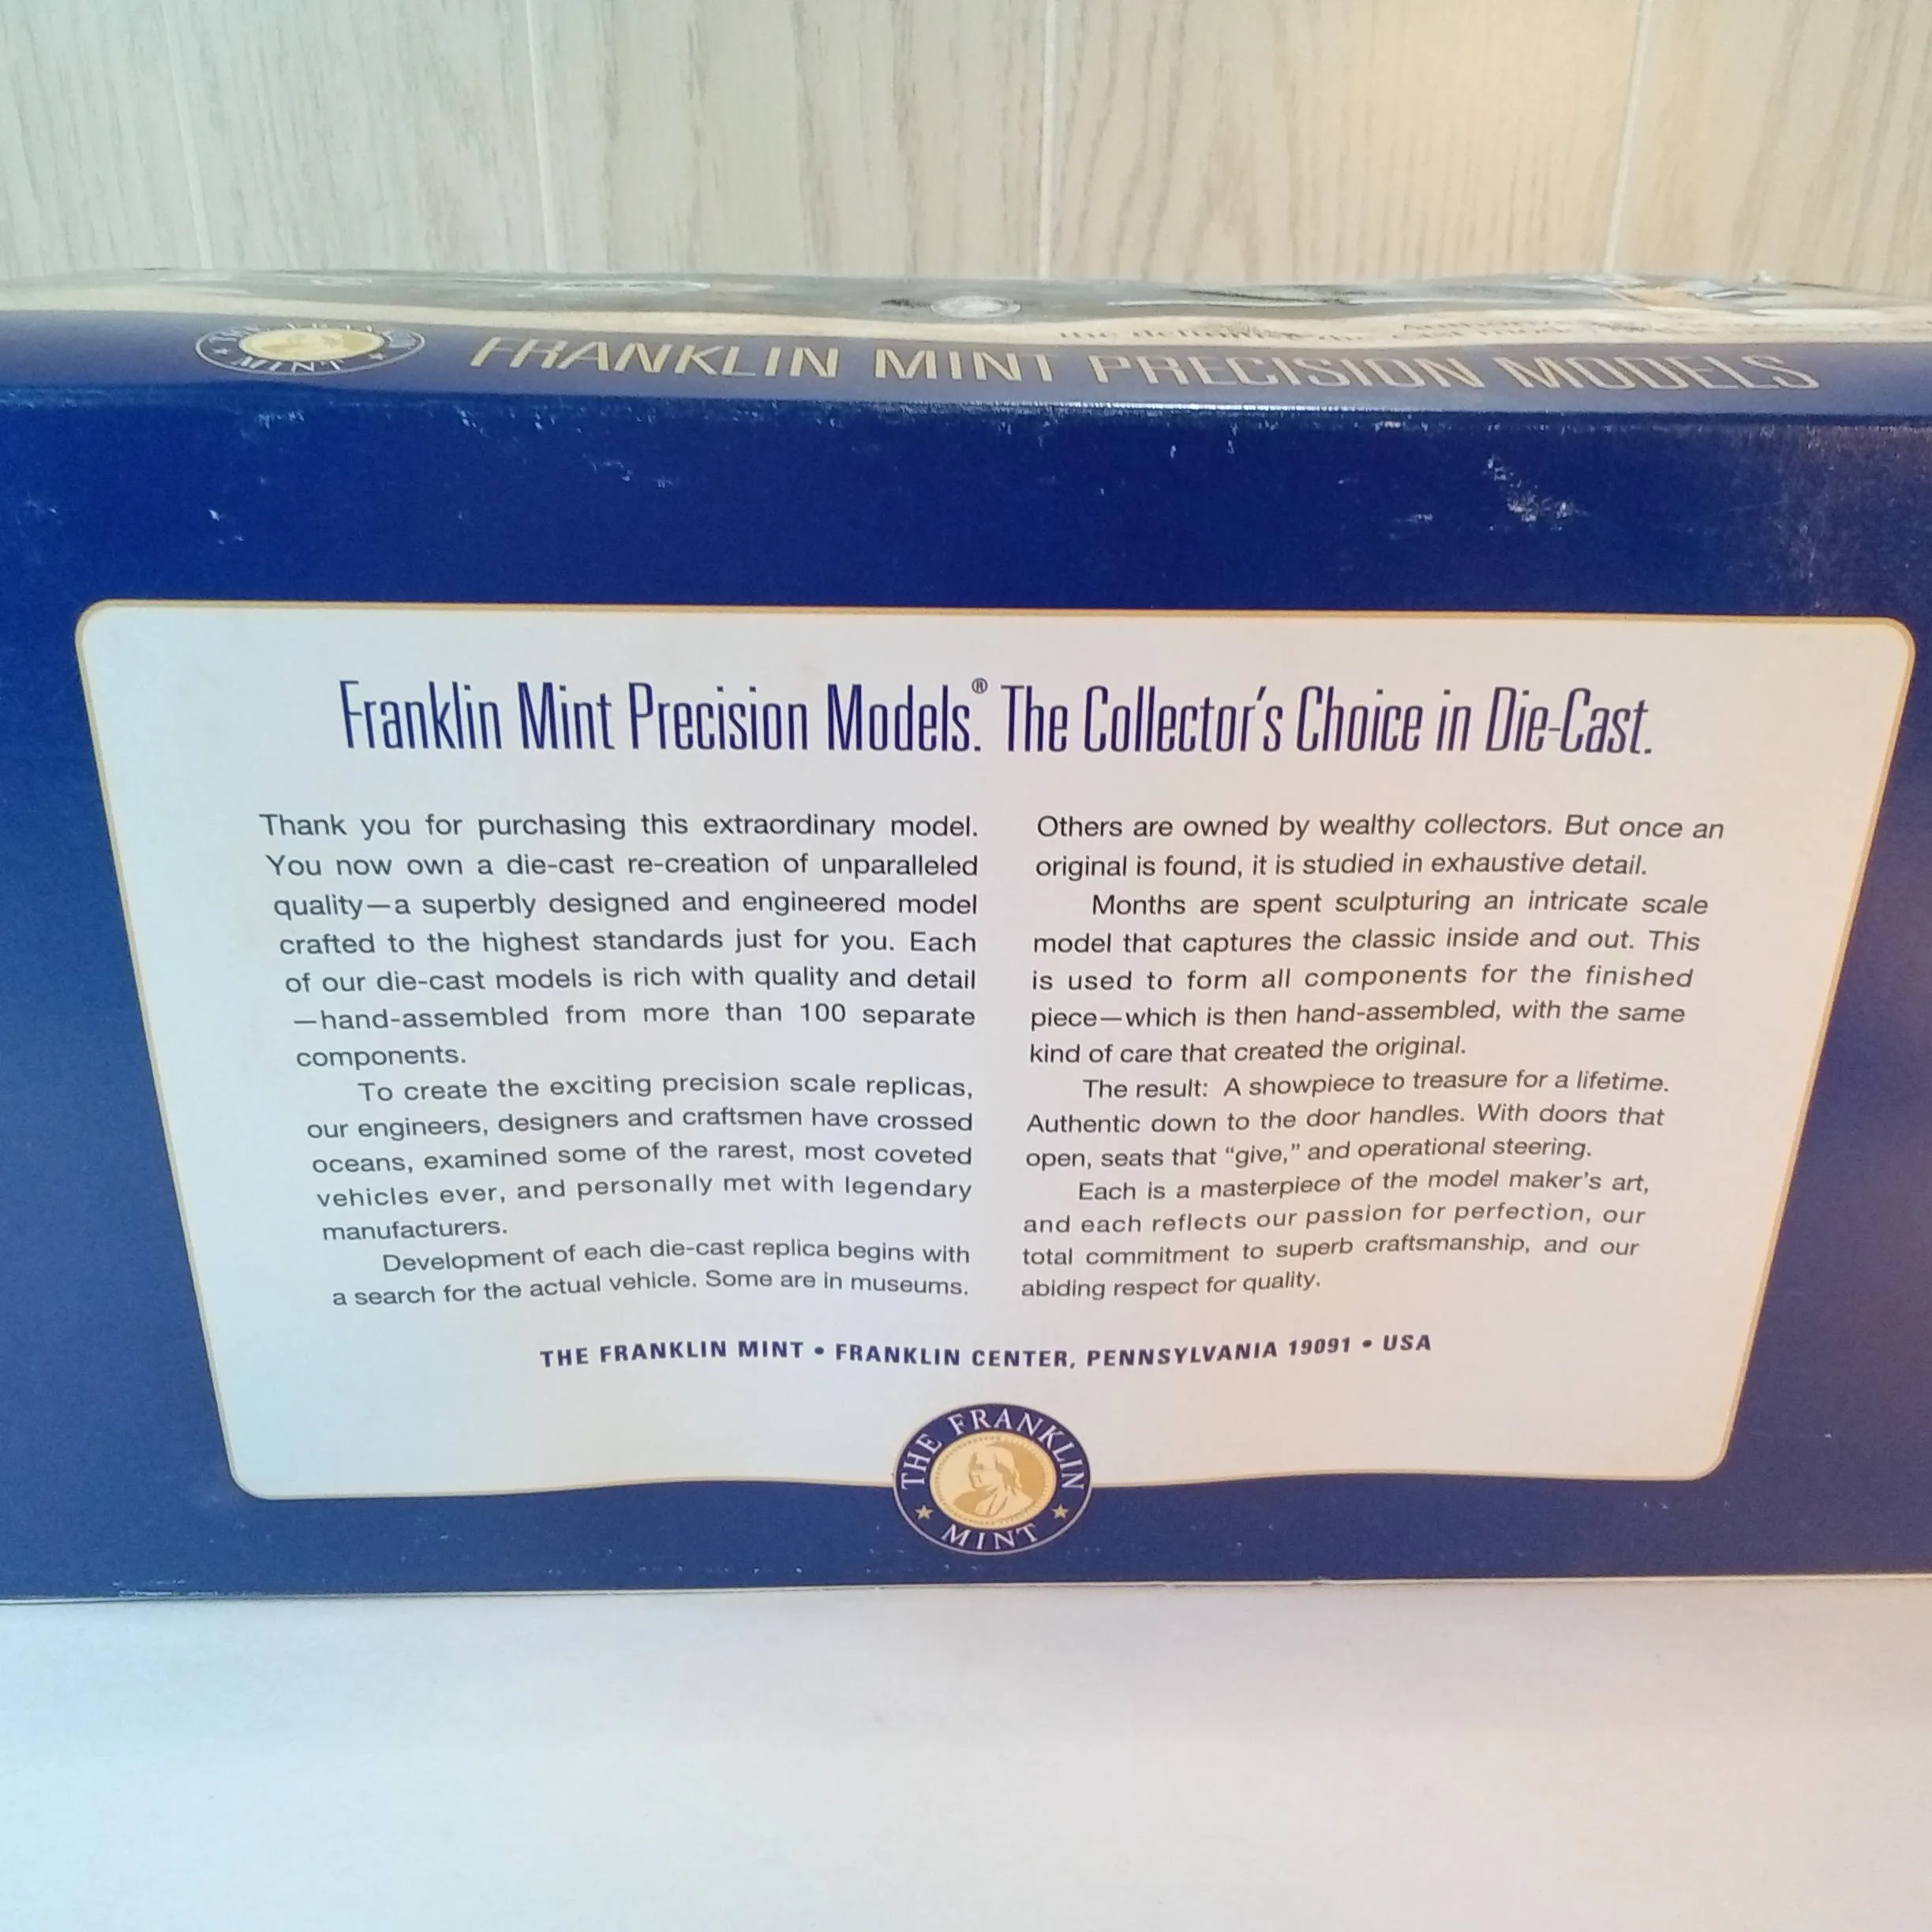 THE FRANKLIN MINT
FRANKLIN MINT PRECISION MODELS
Franklin Mint Precision Models.® The Collector's Choice in Die-Cast.
Thank you for purchasing this extraordinary model.
You now own a die-cast re-creation of unparalleled
quality—a superbly designed and engineered model
crafted to the highest standards just for you. Each
of our die-cast models is rich with quality and detail
—hand-assembled from more than 100 separate
components.
To create the exciting precision scale replicas,
our engineers, designers and craftsmen have crossed
oceans, examined some of the rarest, most coveted
vehicles ever, and personally met with legendary
manufacturers.
Development of each die-cast replica begins with
a search for the actual vehicle. Some are in museums.
Others are owned by wealthy collectors. But once an
original is found, it is studied in exhaustive detail.
Months are spent sculpturing an intricate scale
model that captures the classic inside and out. This
is used to form all components for the finished
piece—which is then hand-assembled, with the same
kind of care that created the original.
The result: A showpiece to treasure for a lifetime.
Authentic down to the door handles. With doors that
open, seats that “give,” and operational steering.
Each is a masterpiece of the model maker's art,
and each reflects our passion for perfection, our
total commitment to superb craftsmanship, and our
abiding respect for quality.
THE FRANKLIN MINT • FRANKLIN CENTER, PENNSYLVANIA 19091 • USA
THE FRANKLIN
MINT